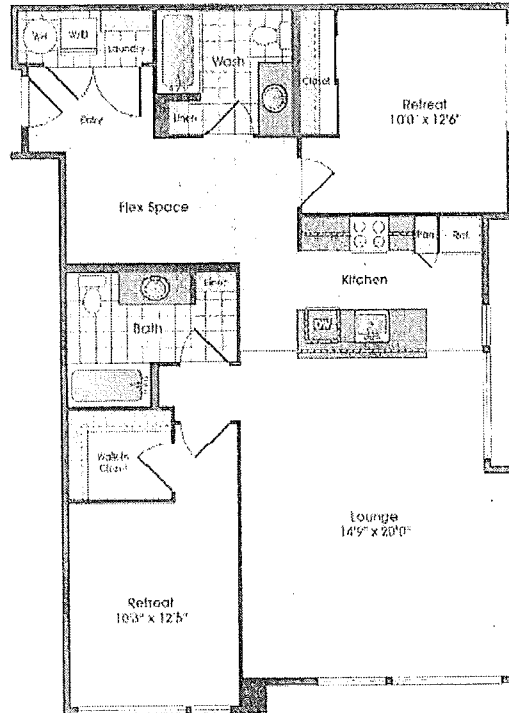 WH
W/D
Laundry
Wash
Closet
Linen
Retreat
10'0" x 12'6"
Entry
Flex Space
Pan.
Ref.
Kitchen
DW
Linen
Bath
Walk-In
Closet
Lounge
14'9" x 20'0"
Retreat
10'3" x 12'5"